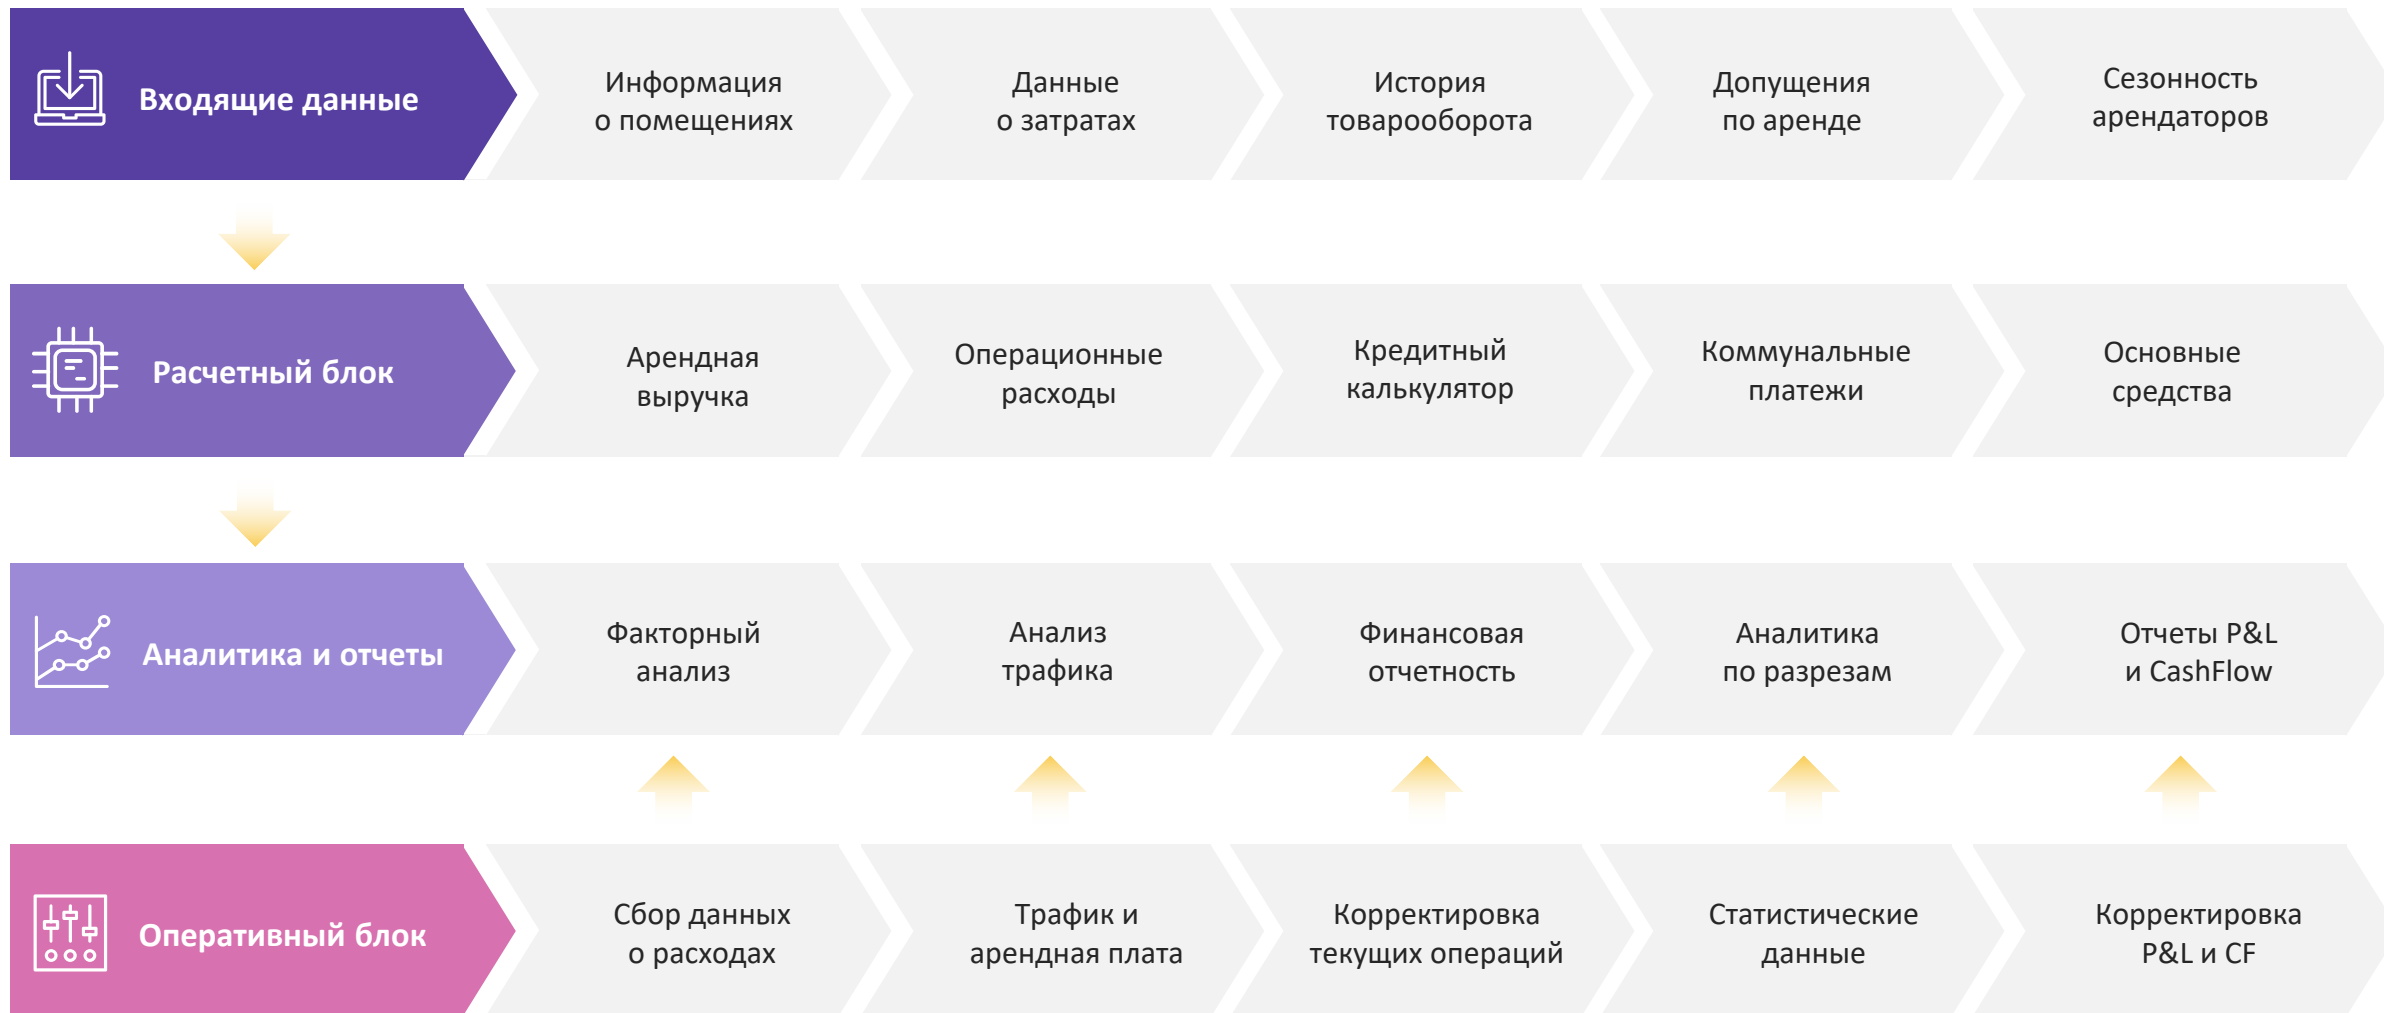 Входящие данные
Информация
о помещениях
Данные
о затратах
История
товарооборота
Допущения
по аренде
Сезонность
арендаторов
Расчетный блок
Арендная
выручка
Операционные
расходы
Кредитный
калькулятор
Коммунальные
платежи
Основные
средства
Аналитика и отчеты
Факторный
анализ
Анализ
трафика
Финансовая
отчетность
Аналитика
по разрезам
Отчеты P&L
и CashFlow
Оперативный блок
Сбор данных
о расходах
Трафик и
арендная плата
Корректировка
текущих операций
Статистические
данные
Корректировка
P&L и CF